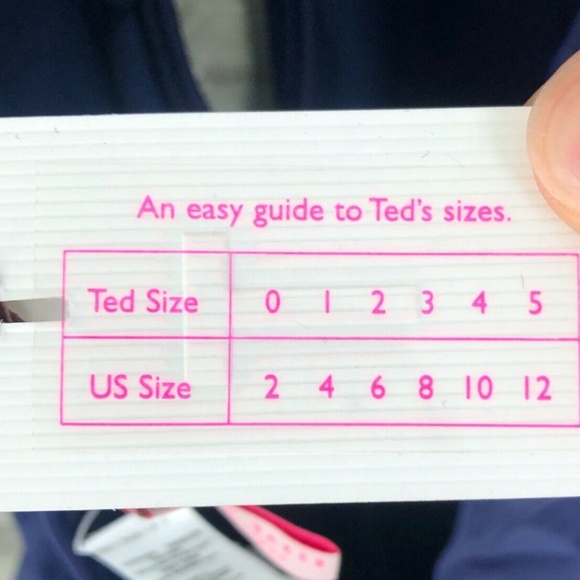 An easy guide to Ted's sizes.
Ted Size 0 1 2 3 4 5
US Size 2 4 6 8 10 12